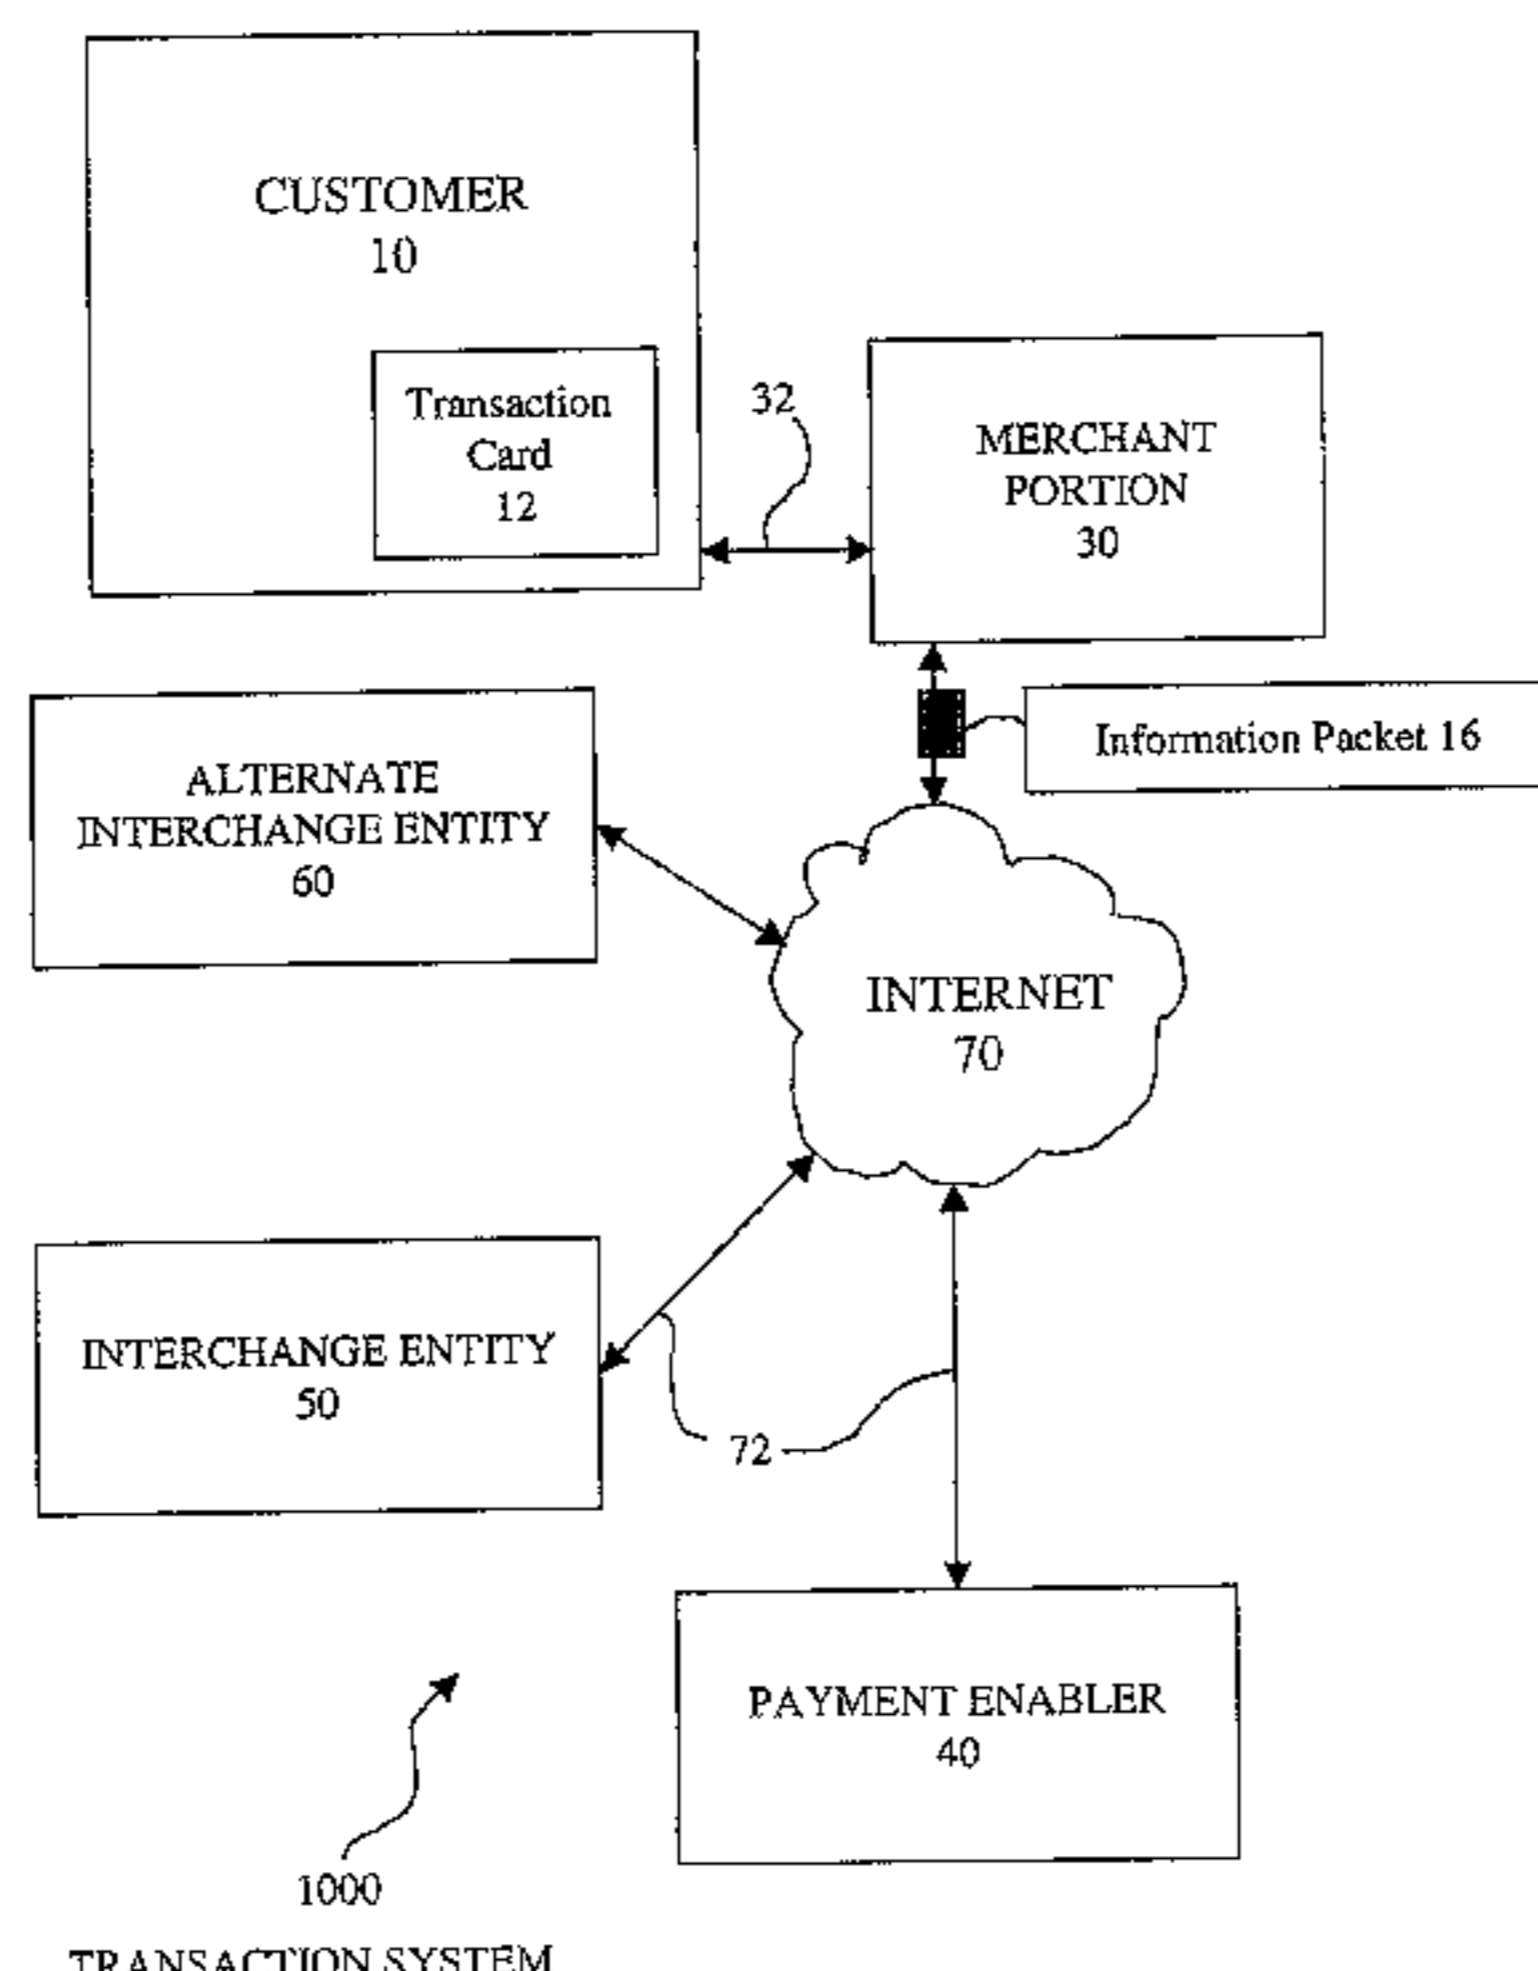 CUSTOMER
10
Transaction
Card
12
32
MERCHANT
PORTION
30
Information Packet 16
ALTERNATE
INTERCHANGE ENTITY
60
INTERNET
70
INTERCHANGE ENTITY
50
72
PAYMENT ENABLER
40
1000
TRANSACTION SYSTEM